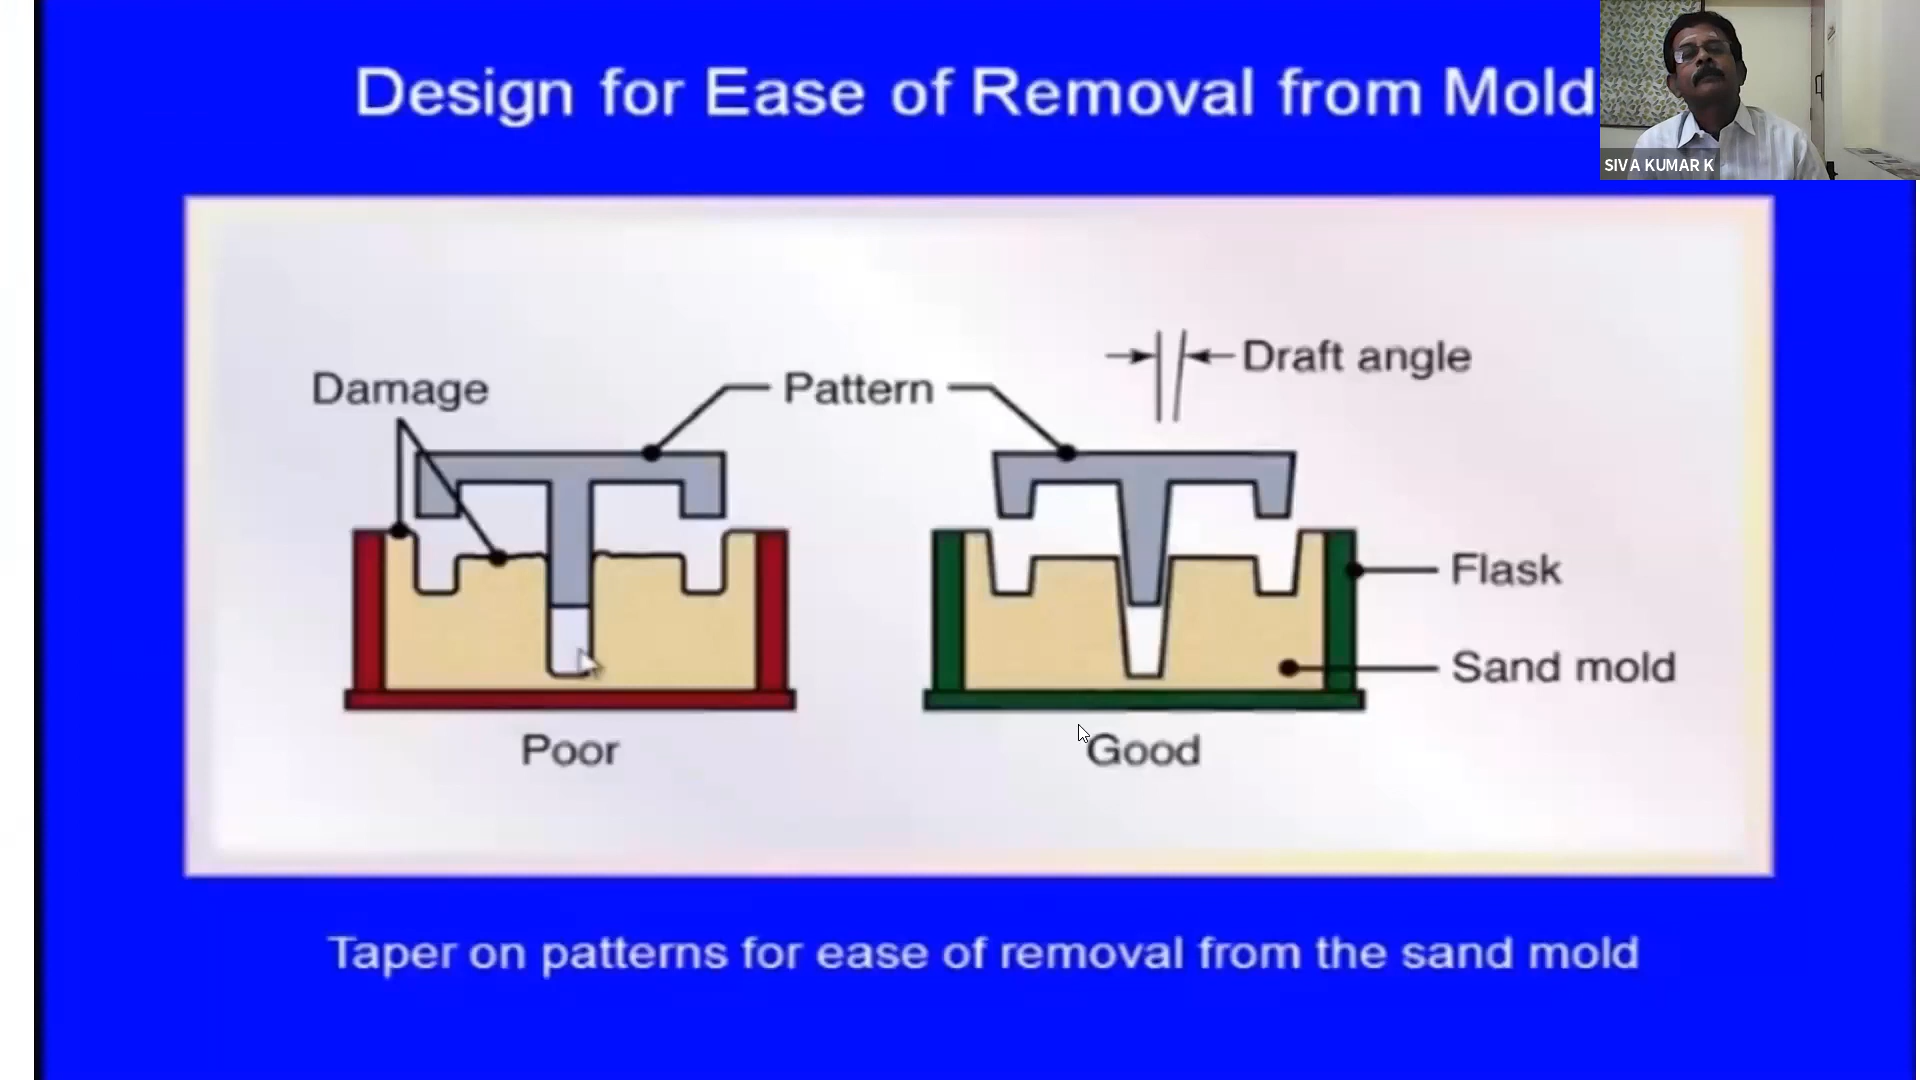 Design for Ease of Removal from Mold
SIVA KUMAR K
Damage
Pattern
Draft angle
Flask
Sand mold
Poor
Good
Taper on patterns for ease of removal from the sand mold